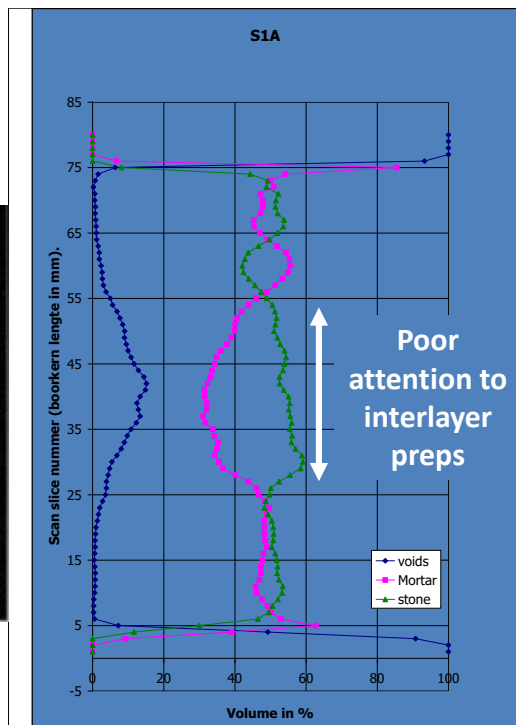 S1A
Scan slice nummer (boorkern lengte in mm).
85
75
65
55
45
35
25
15
5
-5
0
20
40
60
80
100
Volume in %
Poor
attention to
interlayer
preps
voids
Mortar
stone